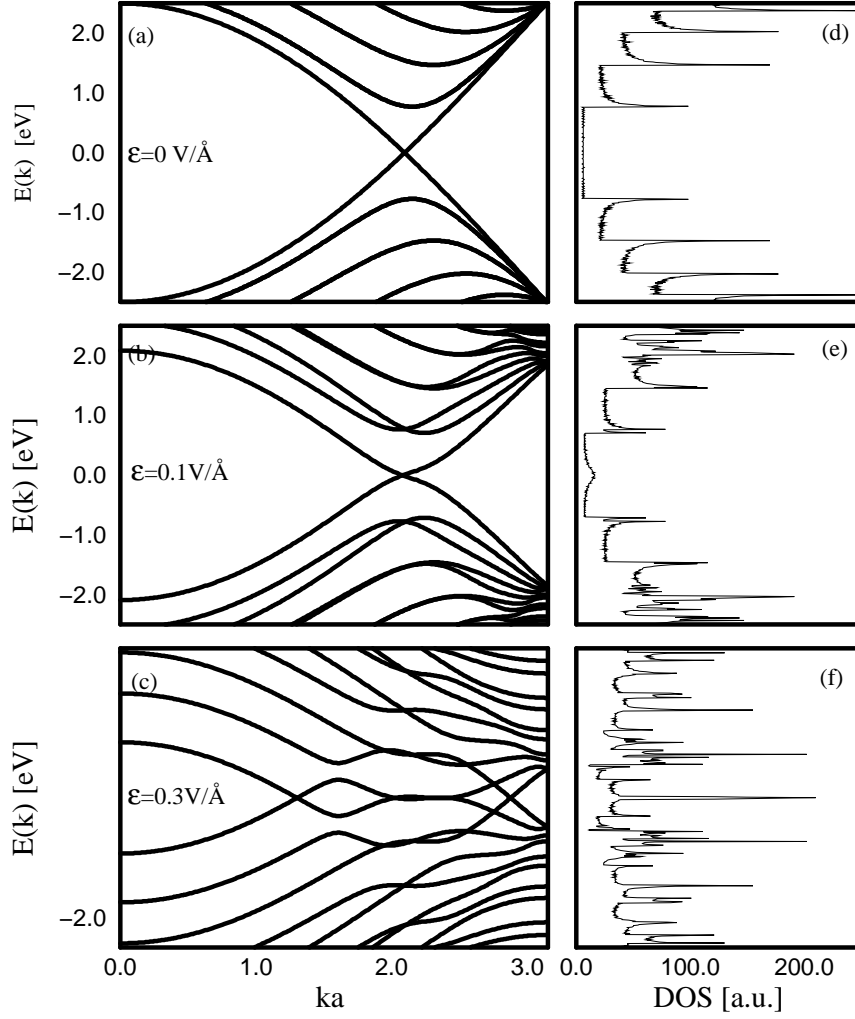 (a)
(d)
2.0
1.0
0.0
−1.0
−2.0
E(k) [eV]
ε=0 V/Å
(b)
(e)
2.0
1.0
0.0
−1.0
−2.0
E(k) [eV]
ε=0.1V/Å
(c)
(f)
E(k) [eV]
ε=0.3V/Å
−2.0
0.0 1.0 2.0 3.0
0.0 100.0 200.0
ka
DOS [a.u.]